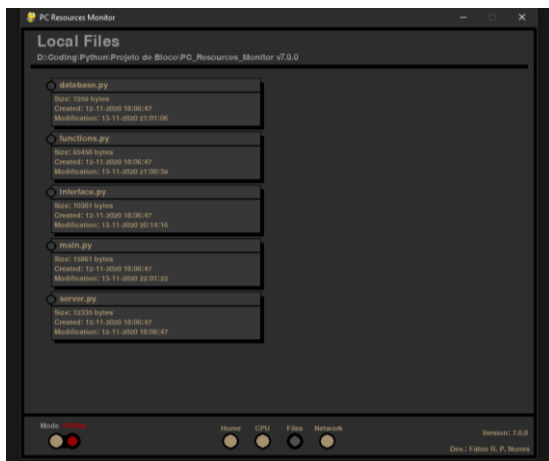 PC Resources Monitor
Local Files
D:\Coding\Python\Projeto de Bloco\PC_Resources_Monitor v7.0.0
database.py
Size: 7259 bytes
Created: 12-11-2020 18:06:47
Modification: 13-11-2020 21:01:06
functions.py
Size: 65450 bytes
Created: 12-11-2020 18:06:47
Modification: 13-11-2020 21:00:39
interface.py
Size: 10381 bytes
Created: 12-11-2020 18:06:47
Modification: 13-11-2020 20:14:16
main.py
Size: 15861 bytes
Created: 12-11-2020 18:06:47
Modification: 13-11-2020 22:01:22
server.py
Size: 12335 bytes
Created: 12-11-2020 18:06:47
Modification: 12-11-2020 18:06:47
Mode
Home CPU Files Network
Version: 7.0.0
Dev.: Fábio R. P. Nunes